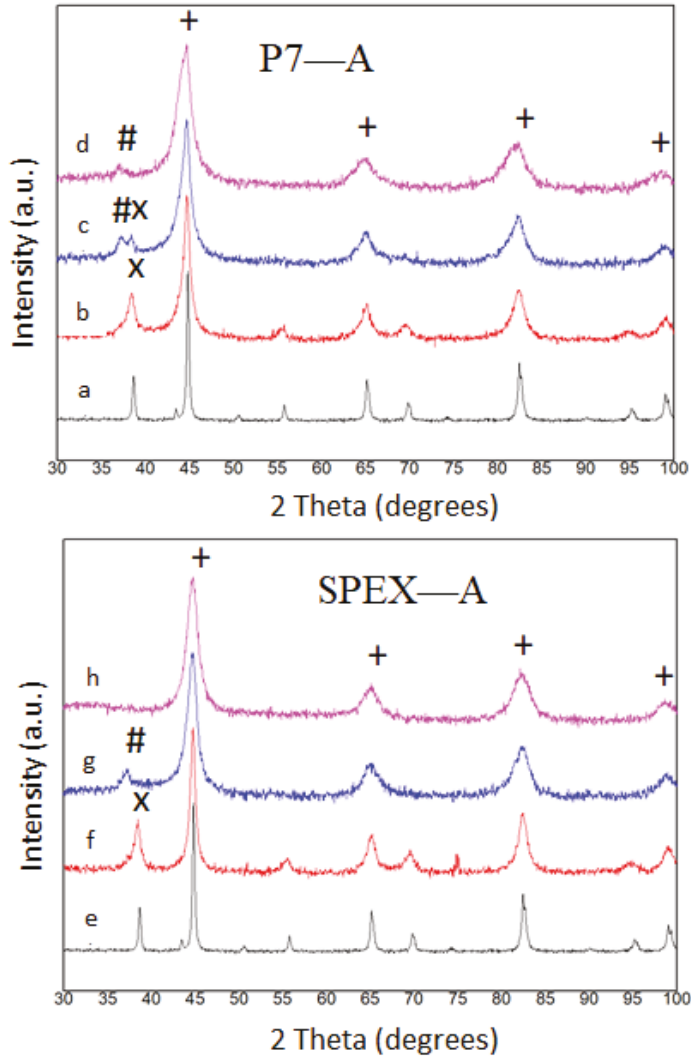 +
P7—A
+
+
+
d
#
c
#x
x
b
a
Intensity (a.u.)
30 35 40 45 50 55 60 65 70 75 80 85 90 95 100
2 Theta (degrees)
+
SPEX—A
+
+
+
h
#
g
x
f
e
Intensity (a.u.)
30 35 40 45 50 55 60 65 70 75 80 85 90 95 100
2 Theta (degrees)